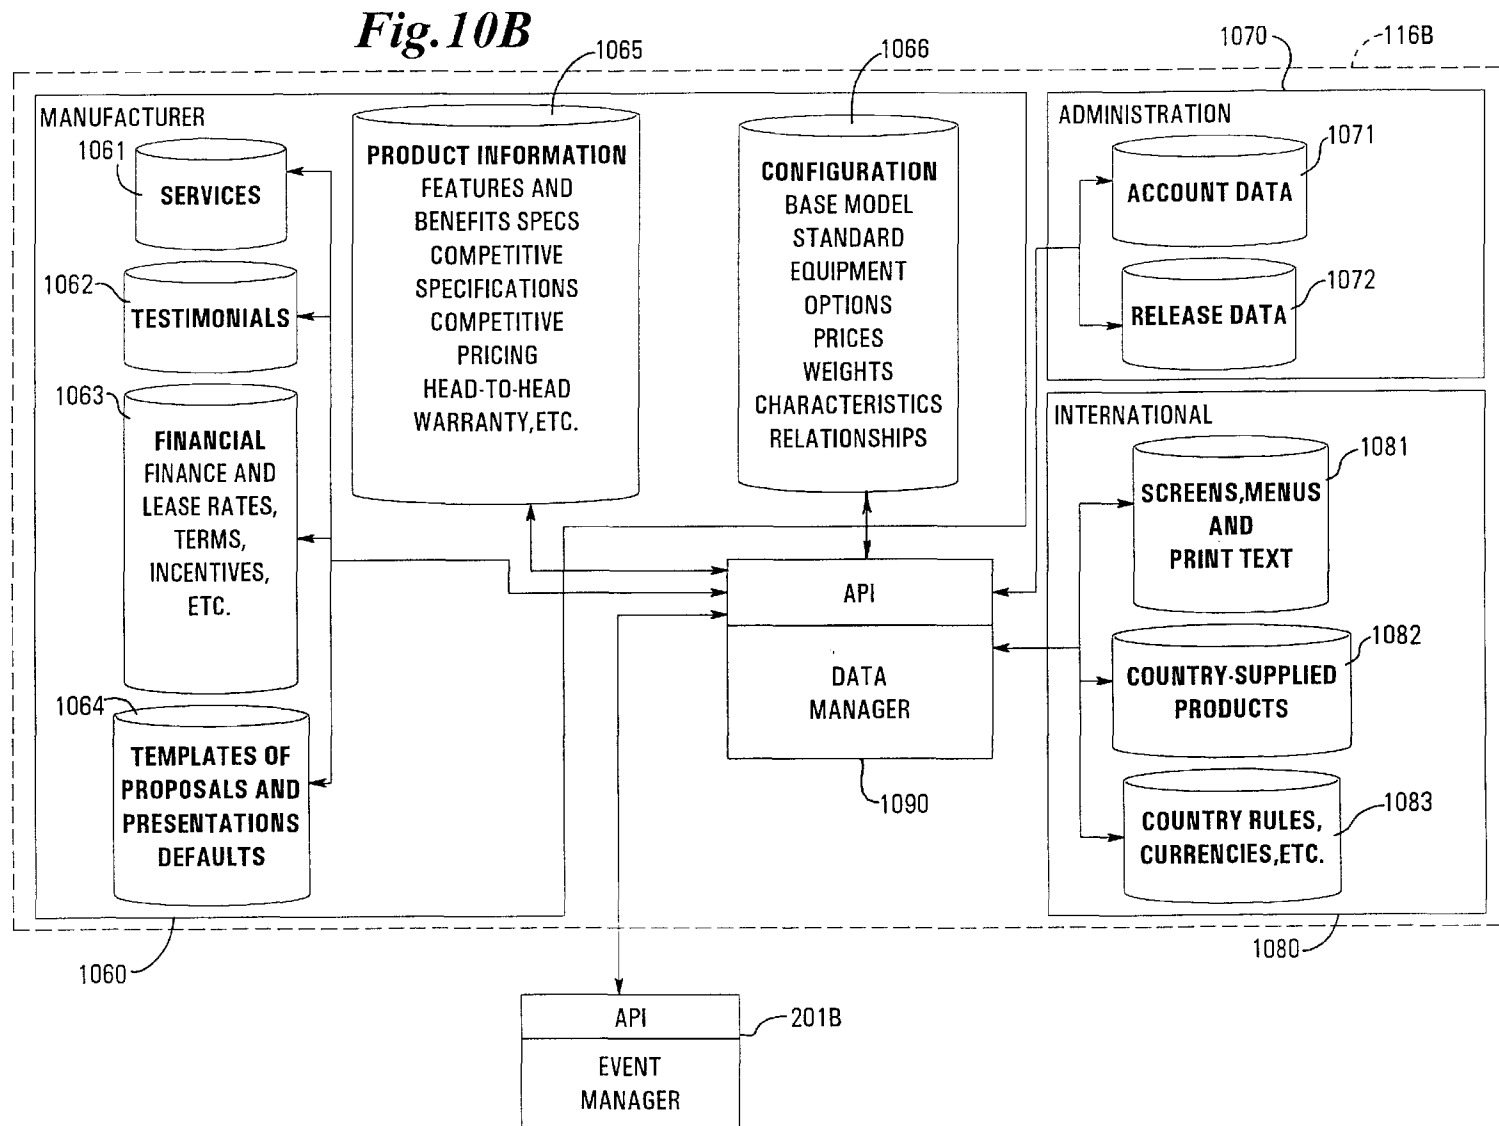 Fig.10B
1065
1066
1070
116B
MANUFACTURER
1061
SERVICES
1062
TESTIMONIALS
1063
FINANCIAL
FINANCE AND
LEASE RATES,
TERMS,
INCENTIVES,
ETC.
1064
TEMPLATES OF
PROPOSALS AND
PRESENTATIONS
DEFAULTS
1060
PRODUCT INFORMATION
FEATURES AND
BENEFITS SPECS
COMPETITIVE
SPECIFICATIONS
COMPETITIVE
PRICING
HEAD-TO-HEAD
WARRANTY,ETC.
CONFIGURATION
BASE MODEL
STANDARD
EQUIPMENT
OPTIONS
PRICES
WEIGHTS
CHARACTERISTICS
RELATIONSHIPS
API
DATA
MANAGER
1090
ADMINISTRATION
1071
ACCOUNT DATA
1072
RELEASE DATA
INTERNATIONAL
1081
SCREENS,MENUS
AND
PRINT TEXT
1082
COUNTRY-SUPPLIED
PRODUCTS
1083
COUNTRY RULES,
CURRENCIES,ETC.
1080
API
201B
EVENT
MANAGER